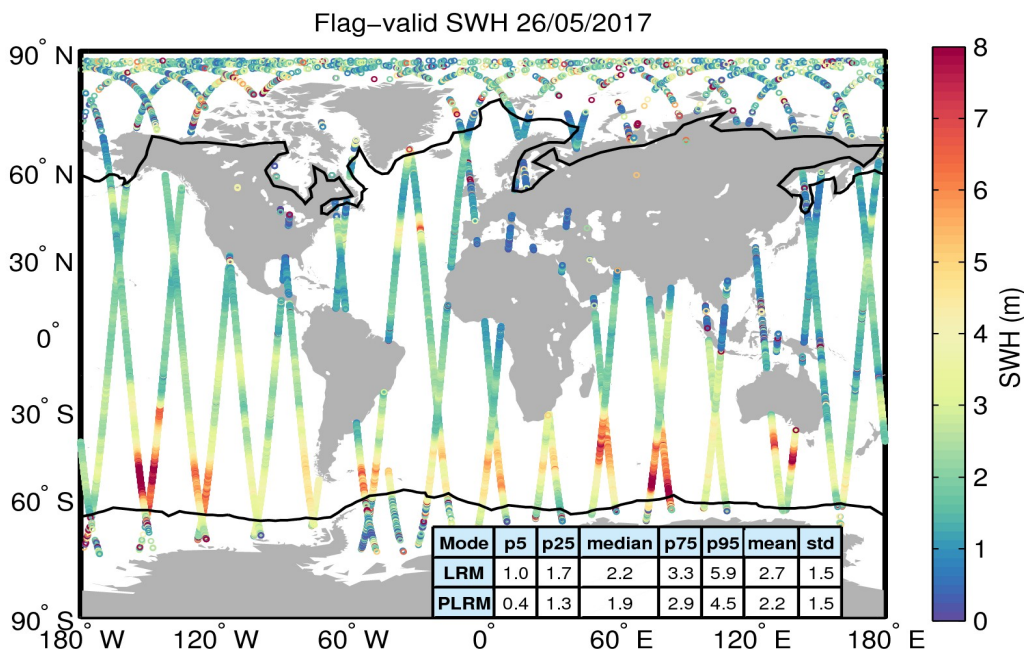 Flag−valid SWH 26/05/2017
90° N
60° N
30° N
0°
30° S
60° S
90° S
180° W
120° W
60° W
0°
60° E
120° E
180° E
8
7
6
5
4
3
2
1
0
SWH (m)
Mode p5 p25 median p75 p95 mean std
LRM 1.0 1.7 2.2 3.3 5.9 2.7 1.5
PLRM 0.4 1.3 1.9 2.9 4.5 2.2 1.5